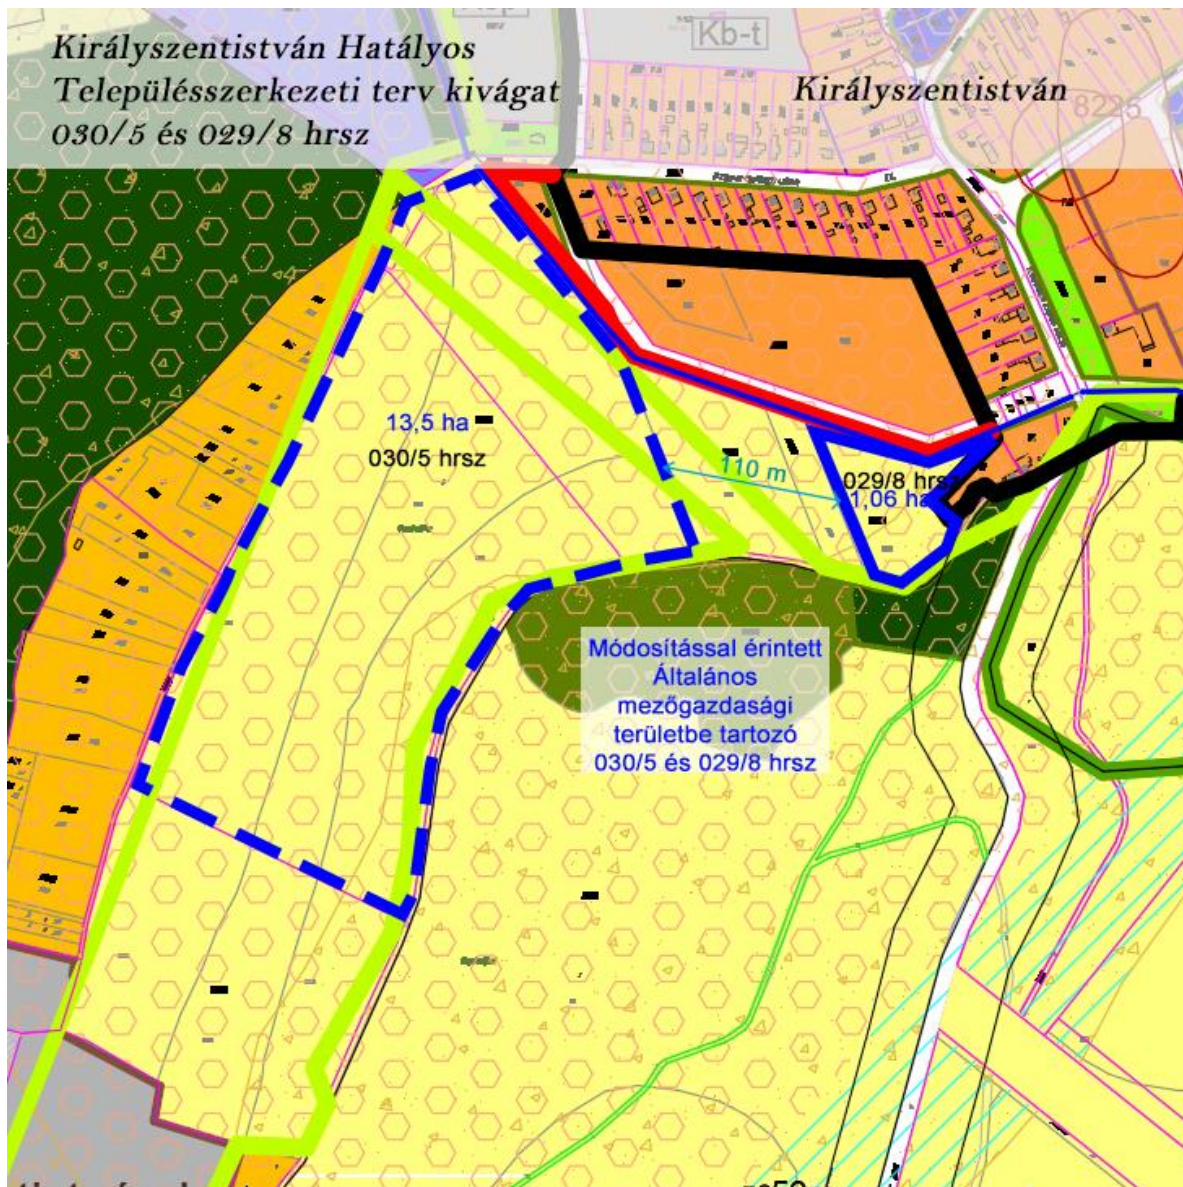 Királyszentistván Hatályos
Településszerkezeti terv kivágat
030/5 és 029/8 hrsz
Királyszentistván
Kb-t
8225
13,5 ha
030/5 hrsz
110 m
029/8 hrsz
1,06 ha
Módosítással érintett
Általános
mezőgazdasági
területbe tartozó
030/5 és 029/8 hrsz